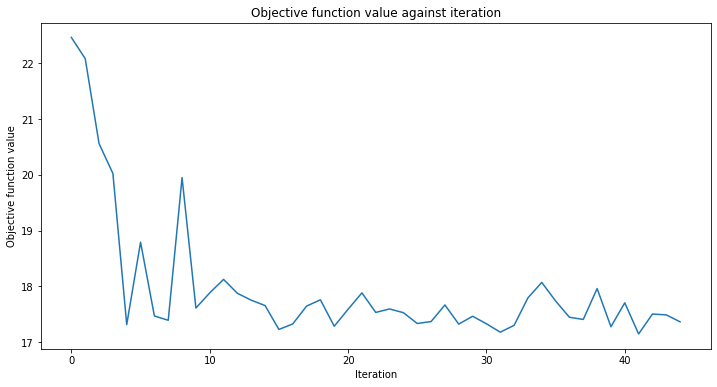 Objective function value against iteration
Objective function value
22
21
20
19
18
17
0 10 20 30 40
Iteration